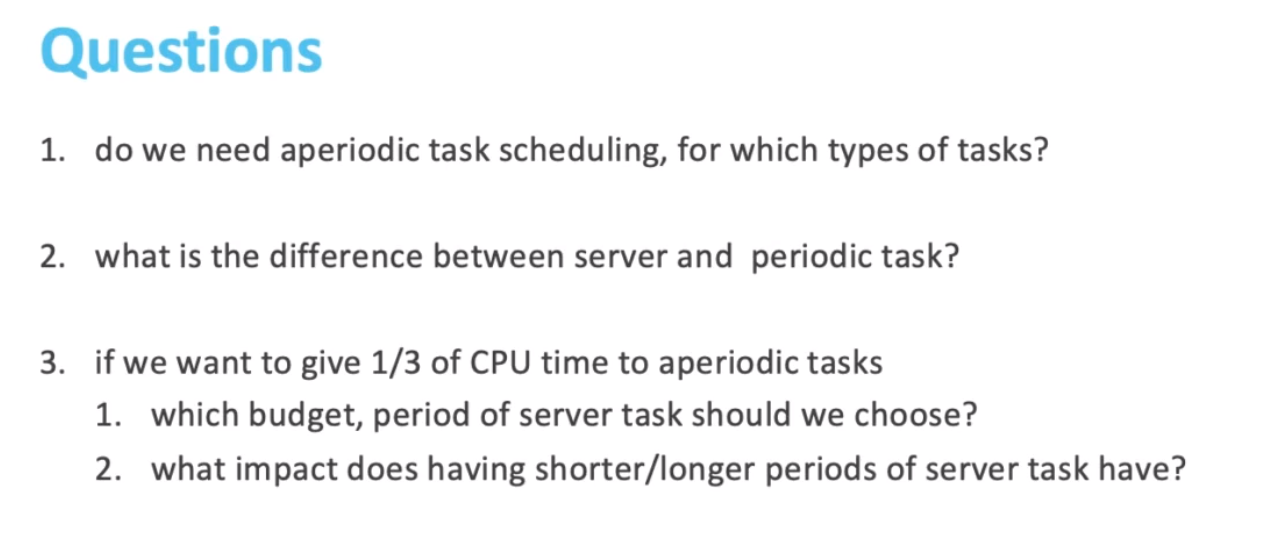 Questions
1. do we need aperiodic task scheduling, for which types of tasks?
2. what is the difference between server and  periodic task?
3. if we want to give 1/3 of CPU time to aperiodic tasks
1. which budget, period of server task should we choose?
2. what impact does having shorter/longer periods of server task have?